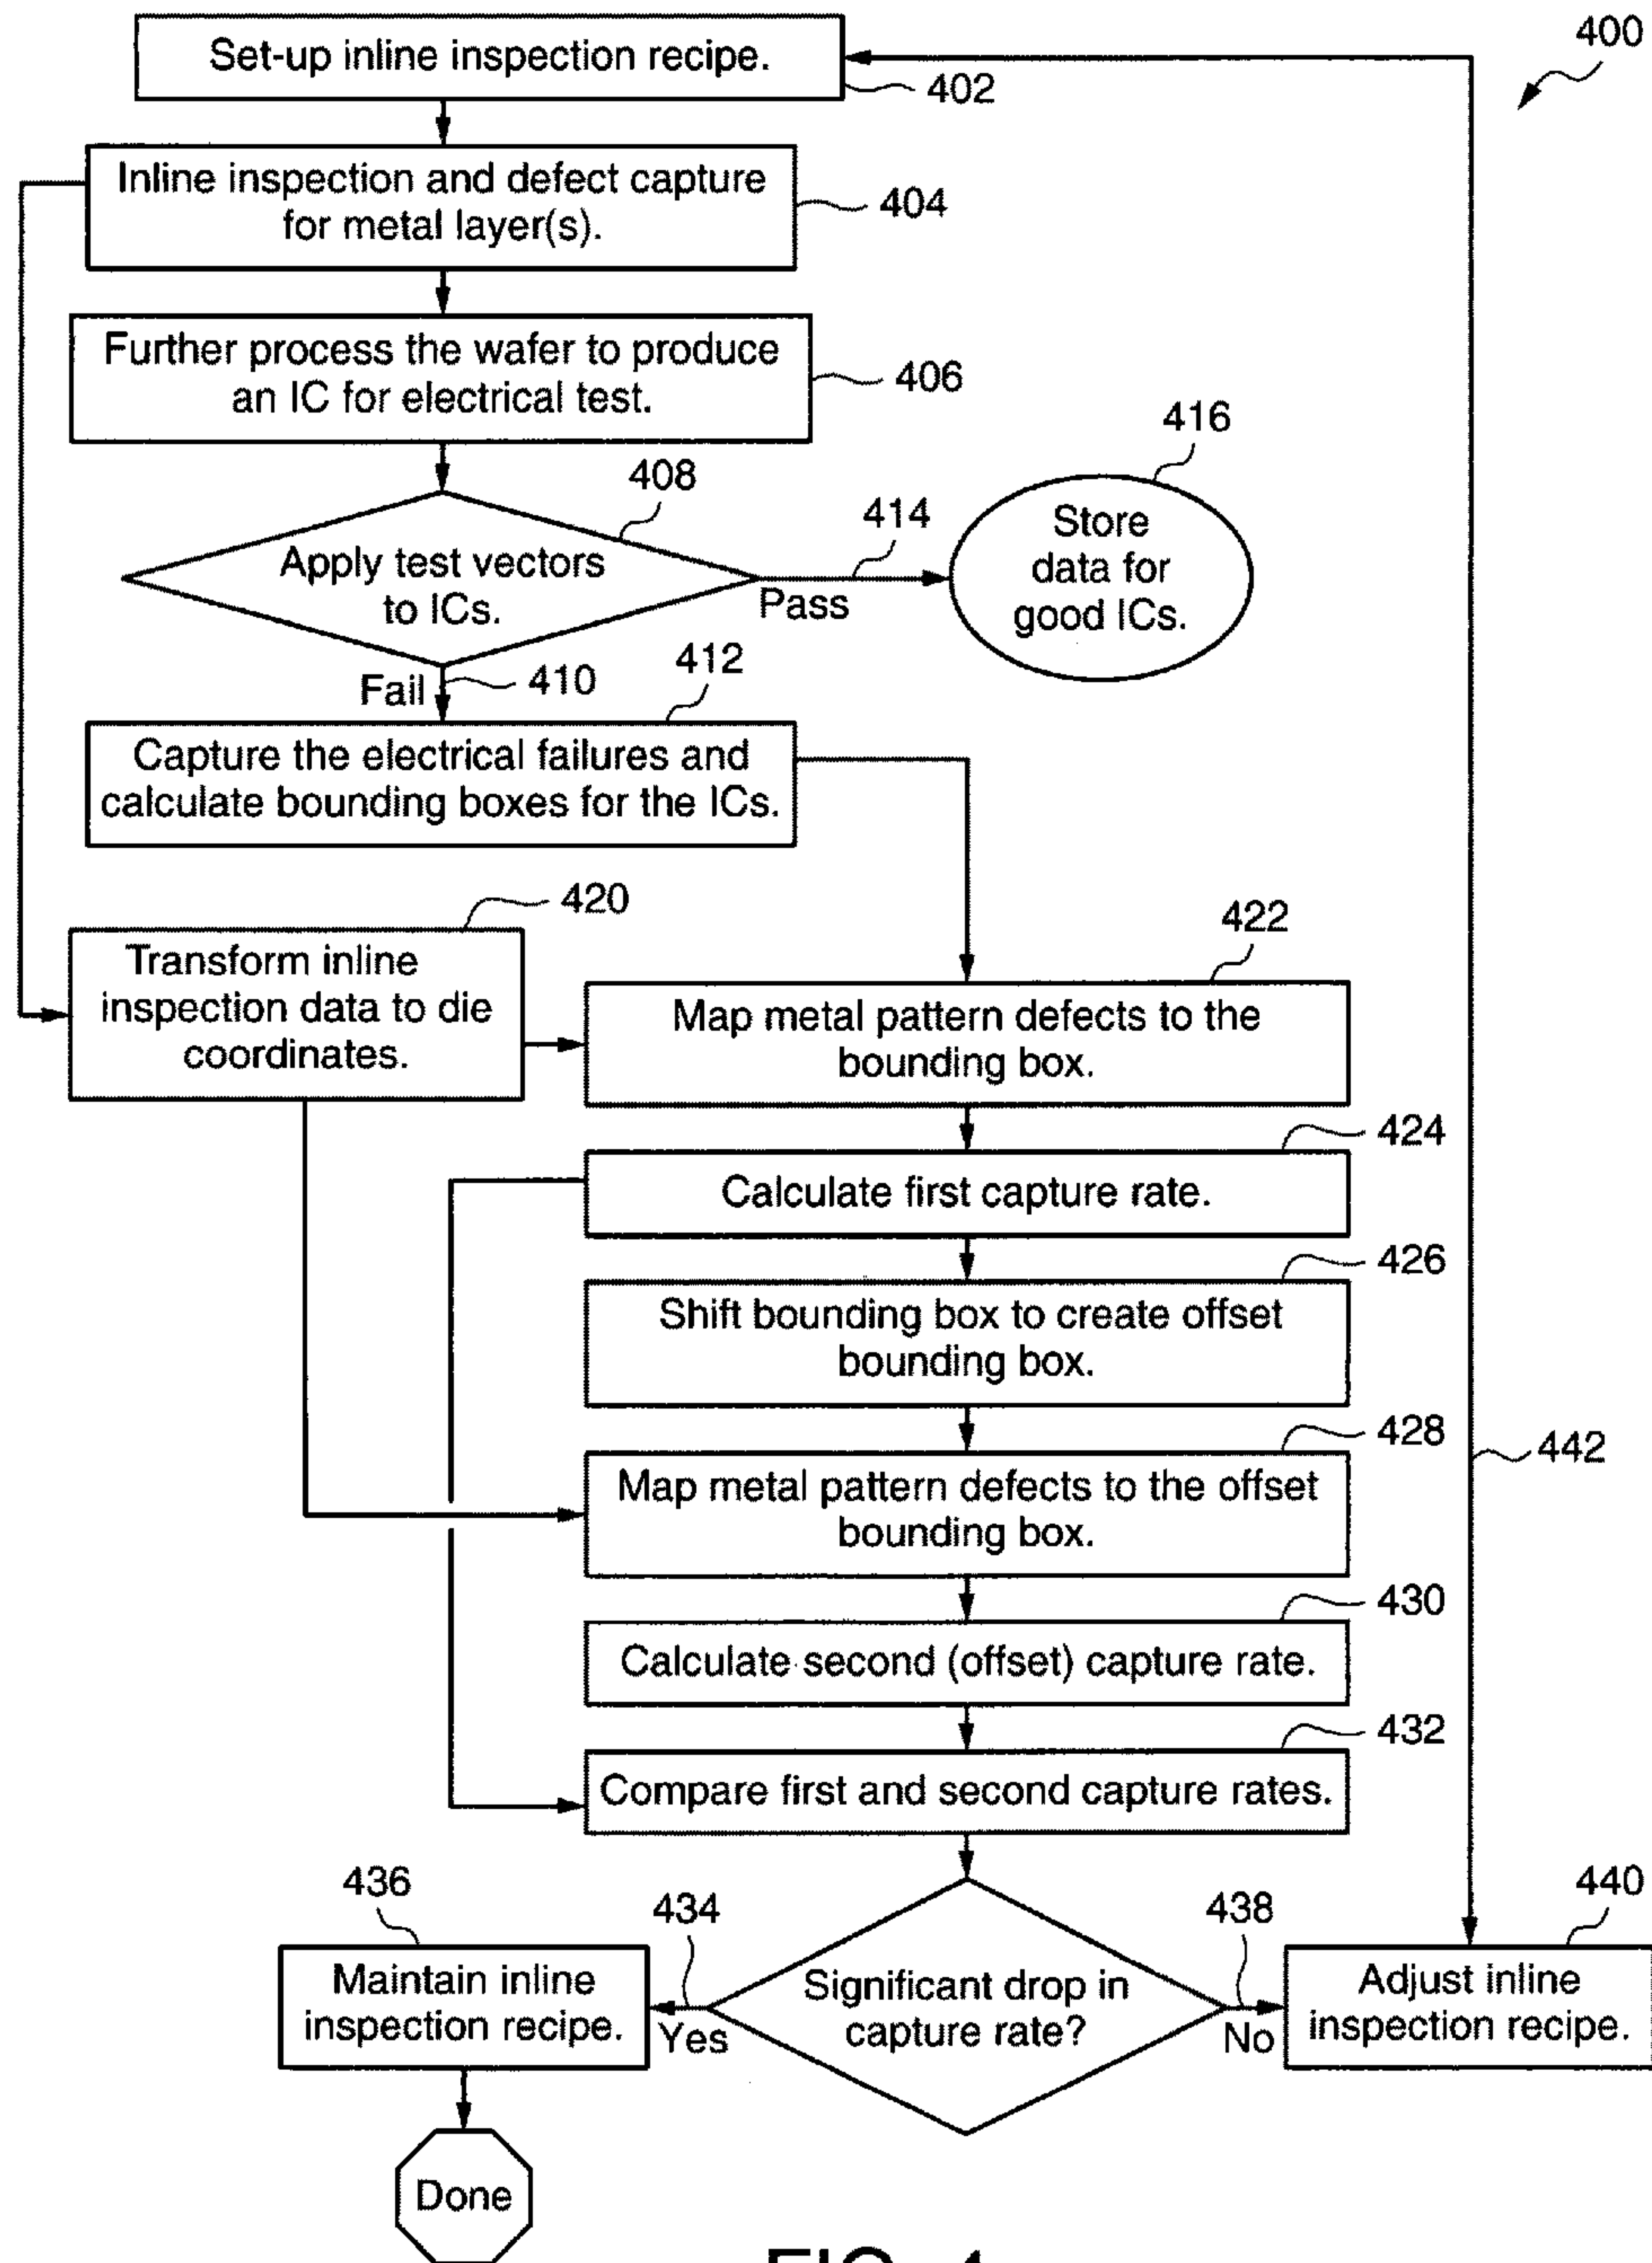 400
Set-up inline inspection recipe.
402
Inline inspection and defect capture
for metal layer(s).
404
Further process the wafer to produce
an IC for electrical test.
406
408
Apply test vectors
to ICs.
414
Pass
416
Store
data for
good ICs.
Fail
410
412
Capture the electrical failures and
calculate bounding boxes for the ICs.
420
Transform inline
inspection data to die
coordinates.
422
Map metal pattern defects to the
bounding box.
424
Calculate first capture rate.
426
Shift bounding box to create offset
bounding box.
428
Map metal pattern defects to the offset
bounding box.
442
430
Calculate second (offset) capture rate.
432
Compare first and second capture rates.
436
Maintain inline
inspection recipe.
434
Yes
Significant drop in
capture rate?
438
No
440
Adjust inline
inspection recipe.
Done